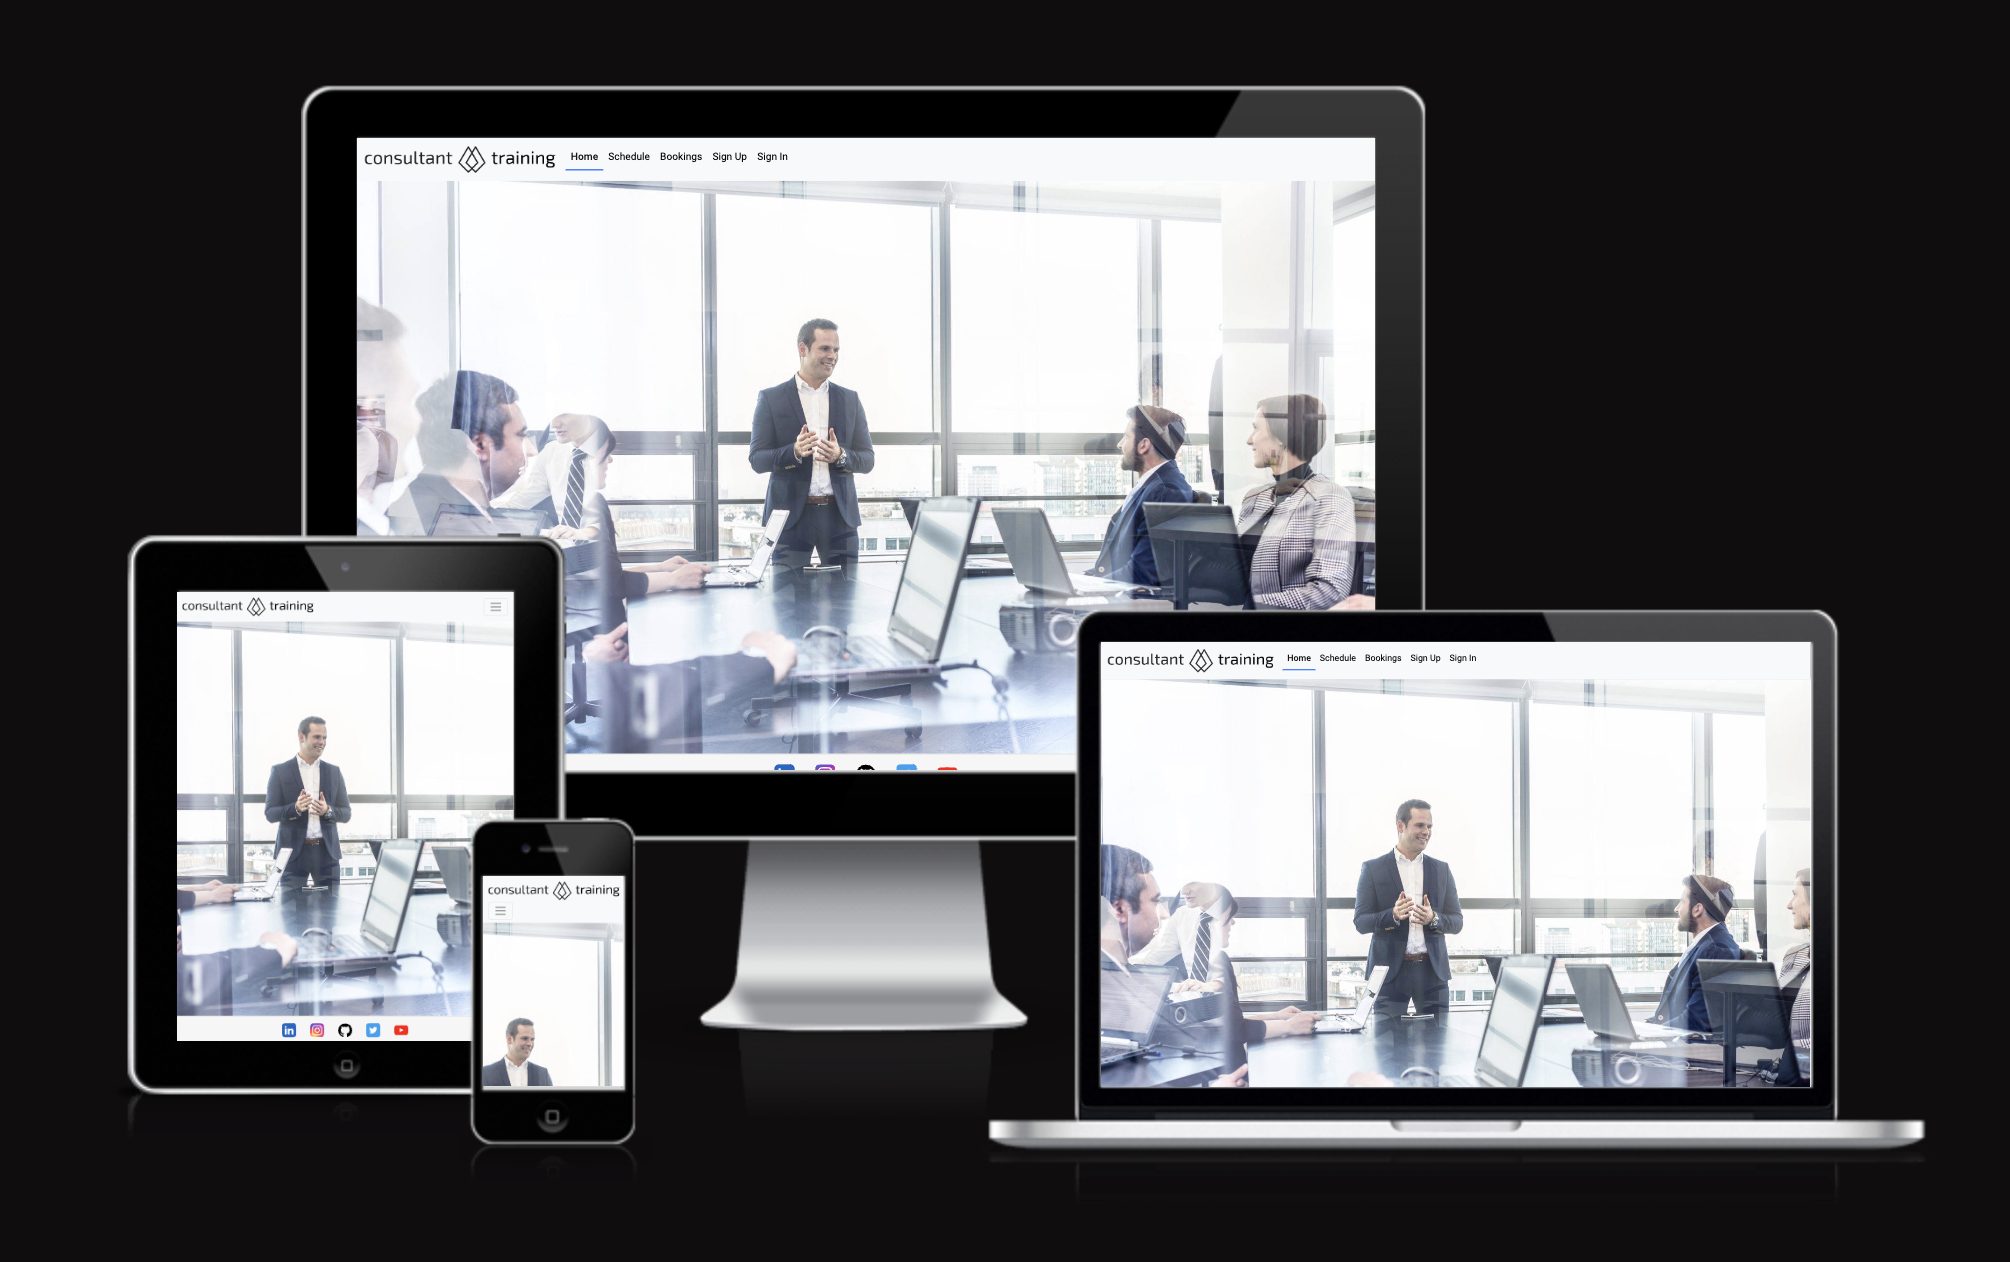 consultant training Home Schedule Bookings Sign Up Sign In
consultant training
in
consultant training
consultant training Home Schedule Bookings Sign Up Sign In